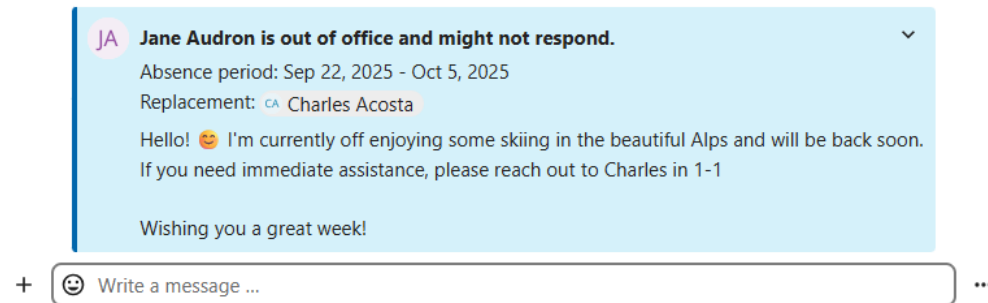 JA Jane Audron is out of office and might not respond.
Absence period: Sep 22, 2025 - Oct 5, 2025
Replacement: CA Charles Acosta
Hello! 😊 I'm currently off enjoying some skiing in the beautiful Alps and will be back soon.
If you need immediate assistance, please reach out to Charles in 1-1
Wishing you a great week!
Write a message ...